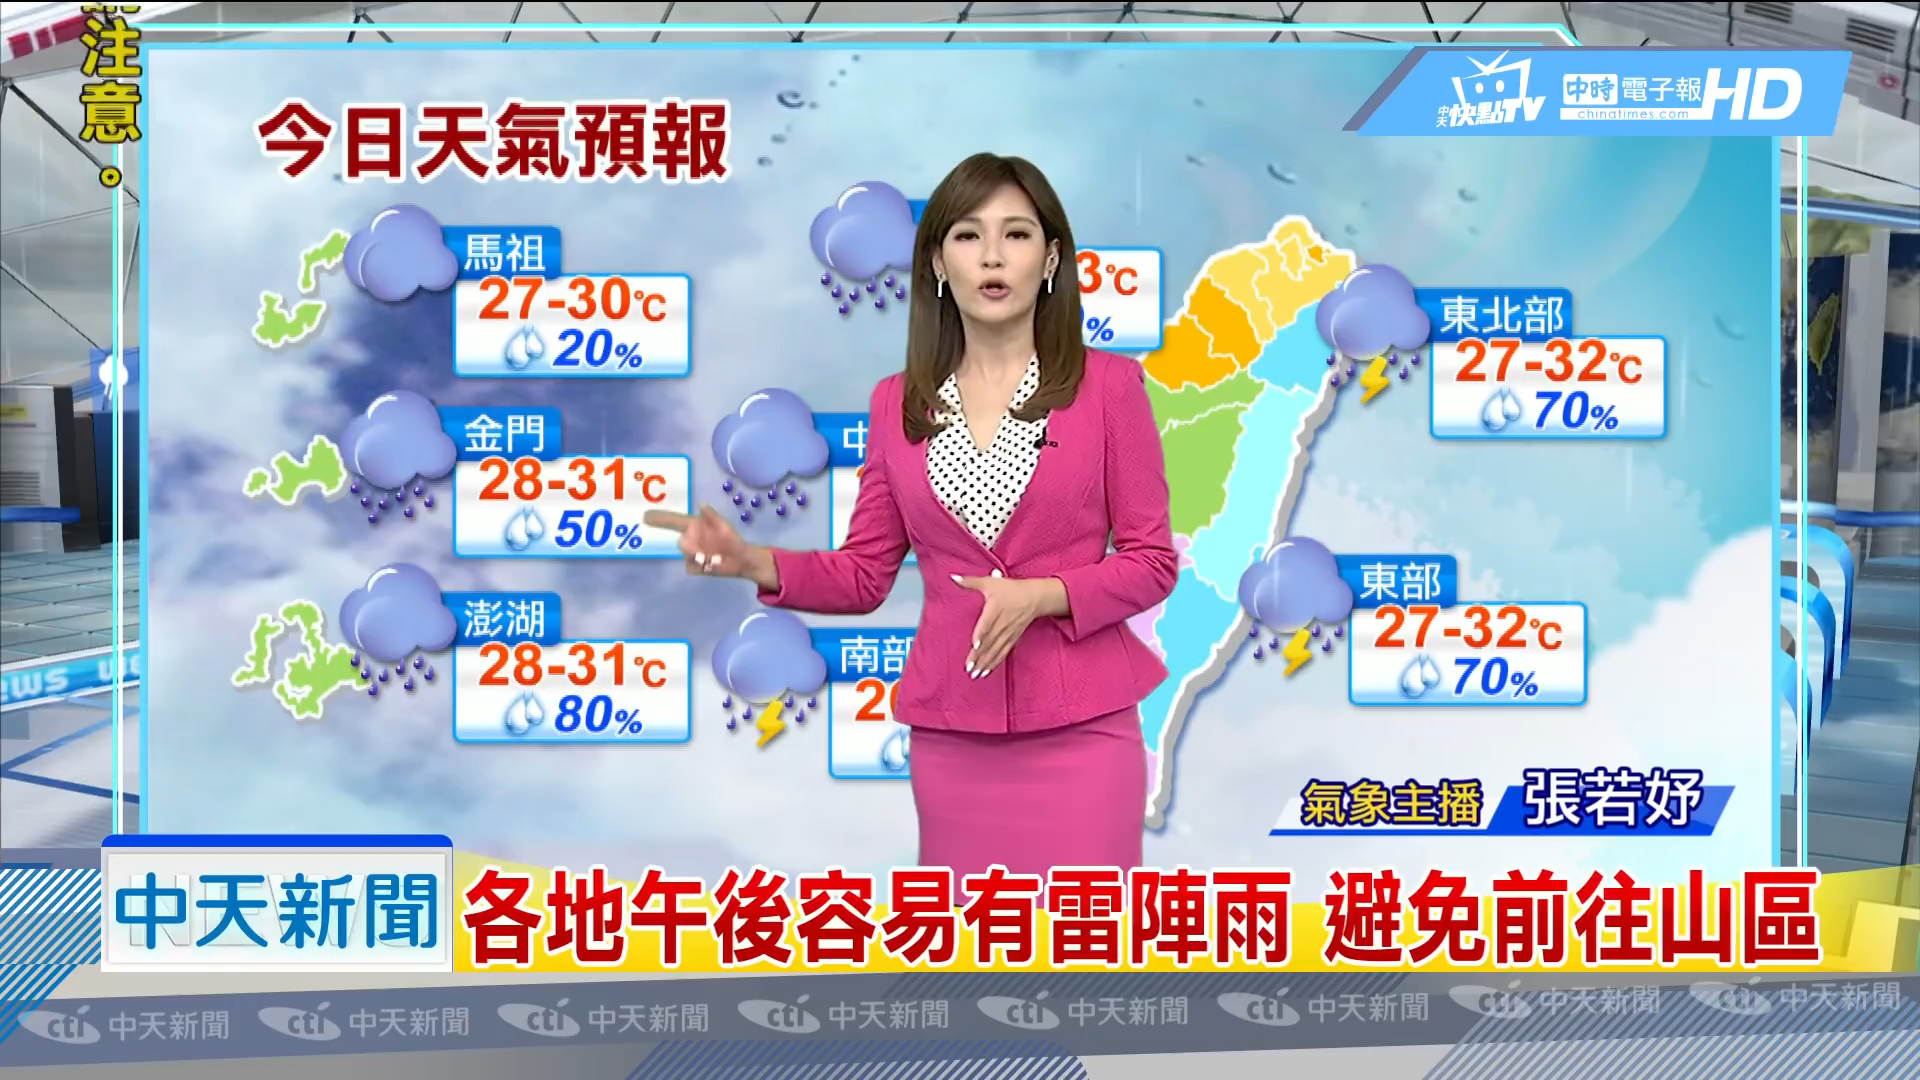 注意。
中天快點TV 中時電子報 HD
chinatimes.com
今日天氣預報
馬祖
27-30℃
20%
金門
28-31℃
50%
澎湖
28-31℃
80%
3℃
%
中
南部
東北部
27-32℃
70%
東部
27-32℃
70%
氣象主播 張若妤
中天新聞
各地午後容易有雷陣雨 避免前往山區
cti 中天新聞 cti 中天新聞 cti 中天新聞 cti 中天新聞 cti 中天新聞 cti 中天新聞 cti 中天新聞 cti 中天新聞